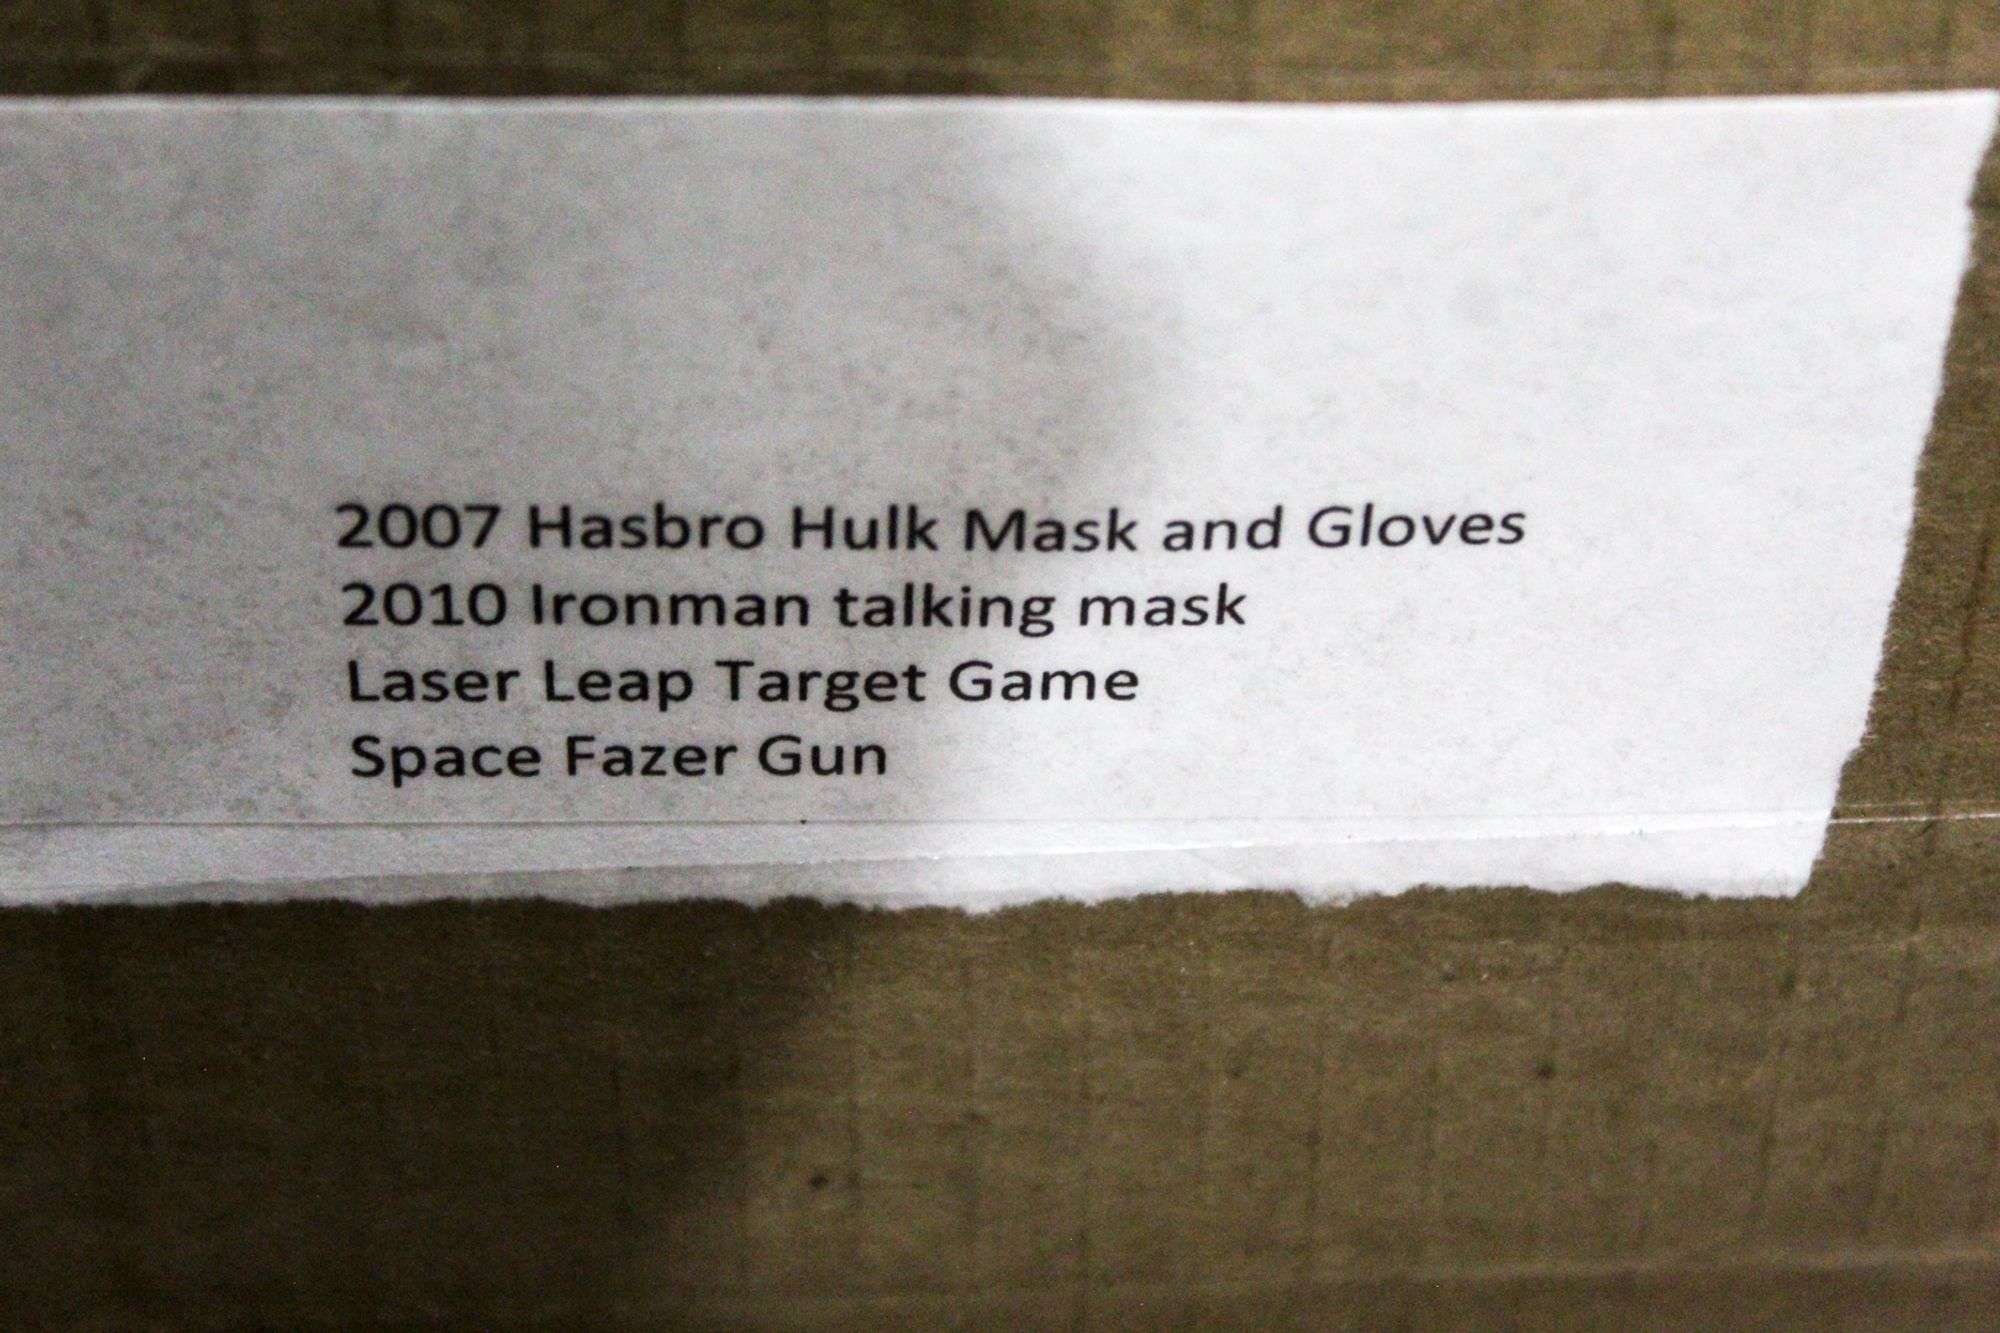 2007 Hasbro Hulk Mask and Gloves
2010 Ironman talking mask
Laser Leap Target Game
Space Fazer Gun